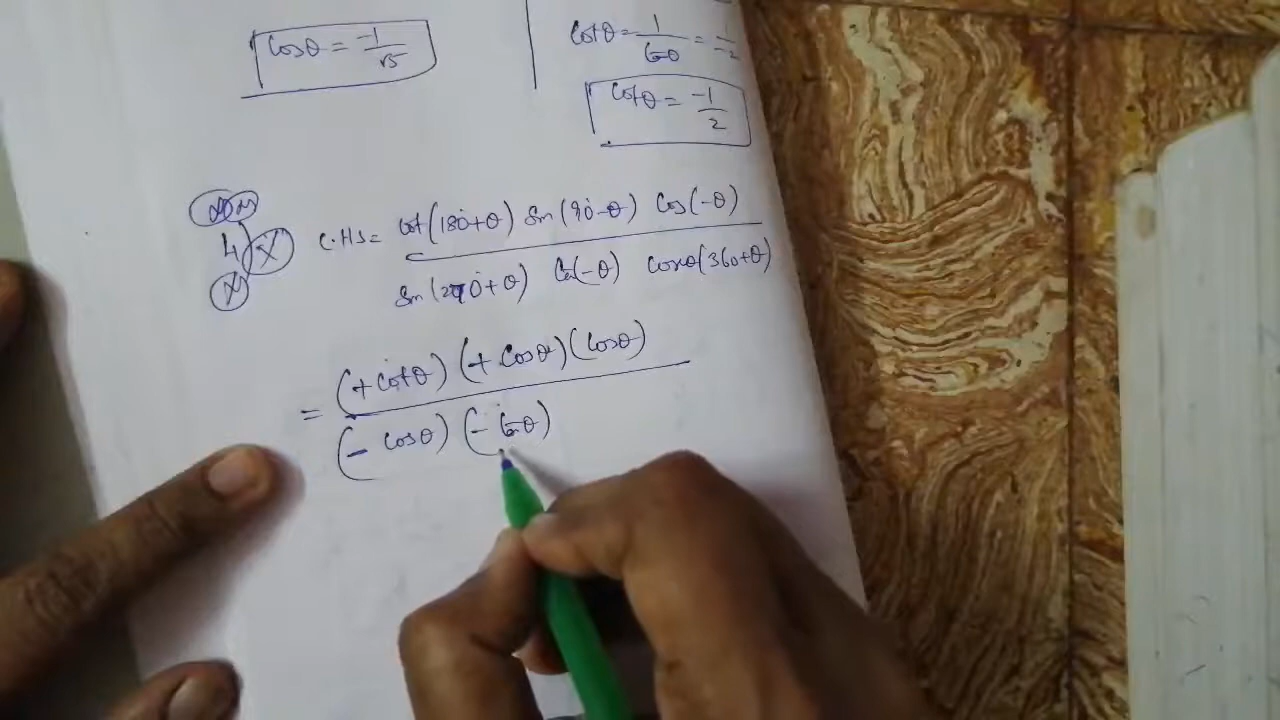 cosθ = -1/√5
cotθ = 1/tanθ = 1/-2
cotθ = -1/2
4)
L.H.S = cot(180°+θ) sin(90°-θ) cos(-θ)
sin(270°+θ) tan(-θ) cosec(360+θ)
= (+cotθ)(+cosθ)(cosθ)
(-cosθ)(-tanθ)